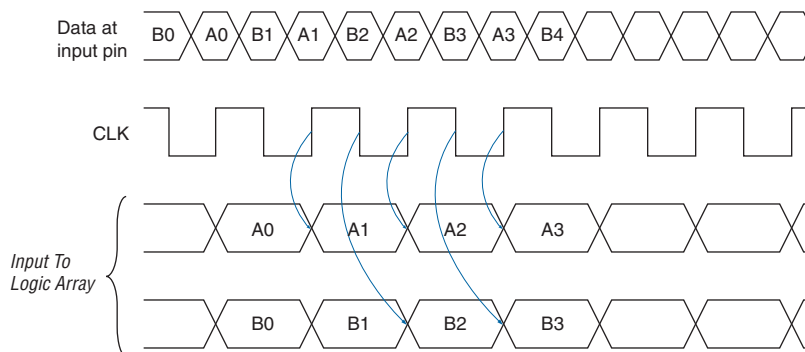 Data at
input pin
B0 A0 B1 A1 B2 A2 B3 A3 B4
CLK
Input To
Logic Array
A0 A1 A2 A3
B0 B1 B2 B3